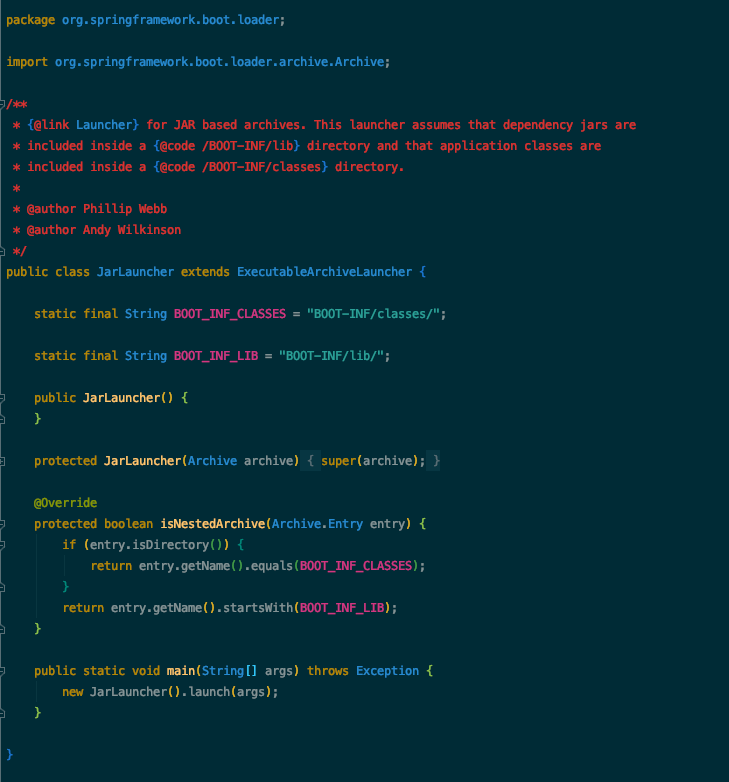 package org.springframework.boot.loader;
import org.springframework.boot.loader.archive.Archive;
/**
 * {@link Launcher} for JAR based archives. This launcher assumes that dependency jars are
 * included inside a {@code /BOOT-INF/lib} directory and that application classes are
 * included inside a {@code /BOOT-INF/classes} directory.
 *
 * @author Phillip Webb
 * @author Andy Wilkinson
 */
public class JarLauncher extends ExecutableArchiveLauncher {
    static final String BOOT_INF_CLASSES = "BOOT-INF/classes/";
    static final String BOOT_INF_LIB = "BOOT-INF/lib/";
    public JarLauncher() {
    }
    protected JarLauncher(Archive archive) { super(archive); }
    @Override
    protected boolean isNestedArchive(Archive.Entry entry) {
        if (entry.isDirectory()) {
            return entry.getName().equals(BOOT_INF_CLASSES);
        }
        return entry.getName().startsWith(BOOT_INF_LIB);
    }
    public static void main(String[] args) throws Exception {
        new JarLauncher().launch(args);
    }
}